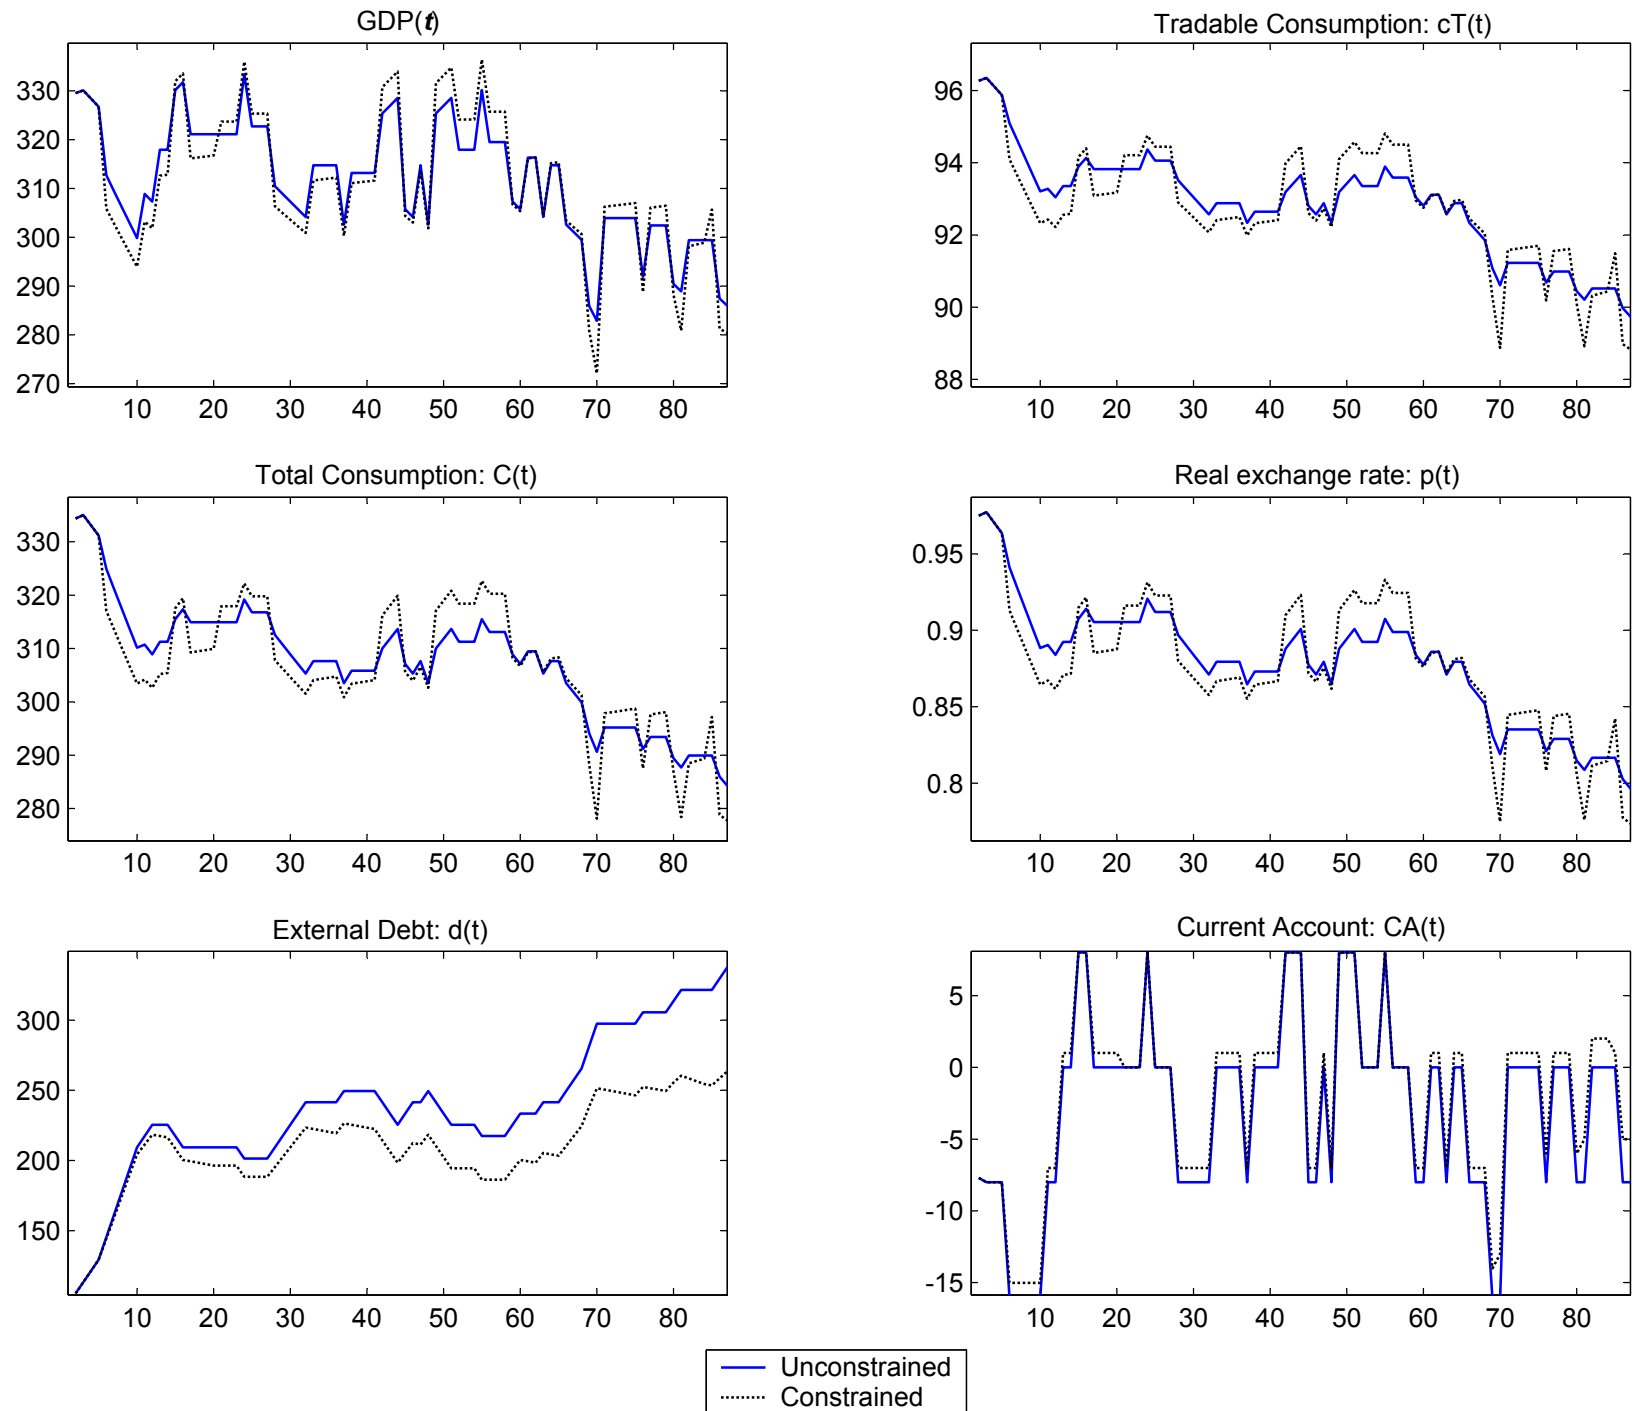 GDP(t)
330
320
310
300
290
280
270
10 20 30 40 50 60 70 80
Tradable Consumption: cT(t)
96
94
92
90
88
10 20 30 40 50 60 70 80
Total Consumption: C(t)
330
320
310
300
290
280
10 20 30 40 50 60 70 80
Real exchange rate: p(t)
0.95
0.9
0.85
0.8
10 20 30 40 50 60 70 80
External Debt: d(t)
300
250
200
150
10 20 30 40 50 60 70 80
Current Account: CA(t)
5
0
-5
-10
-15
10 20 30 40 50 60 70 80
Unconstrained
Constrained